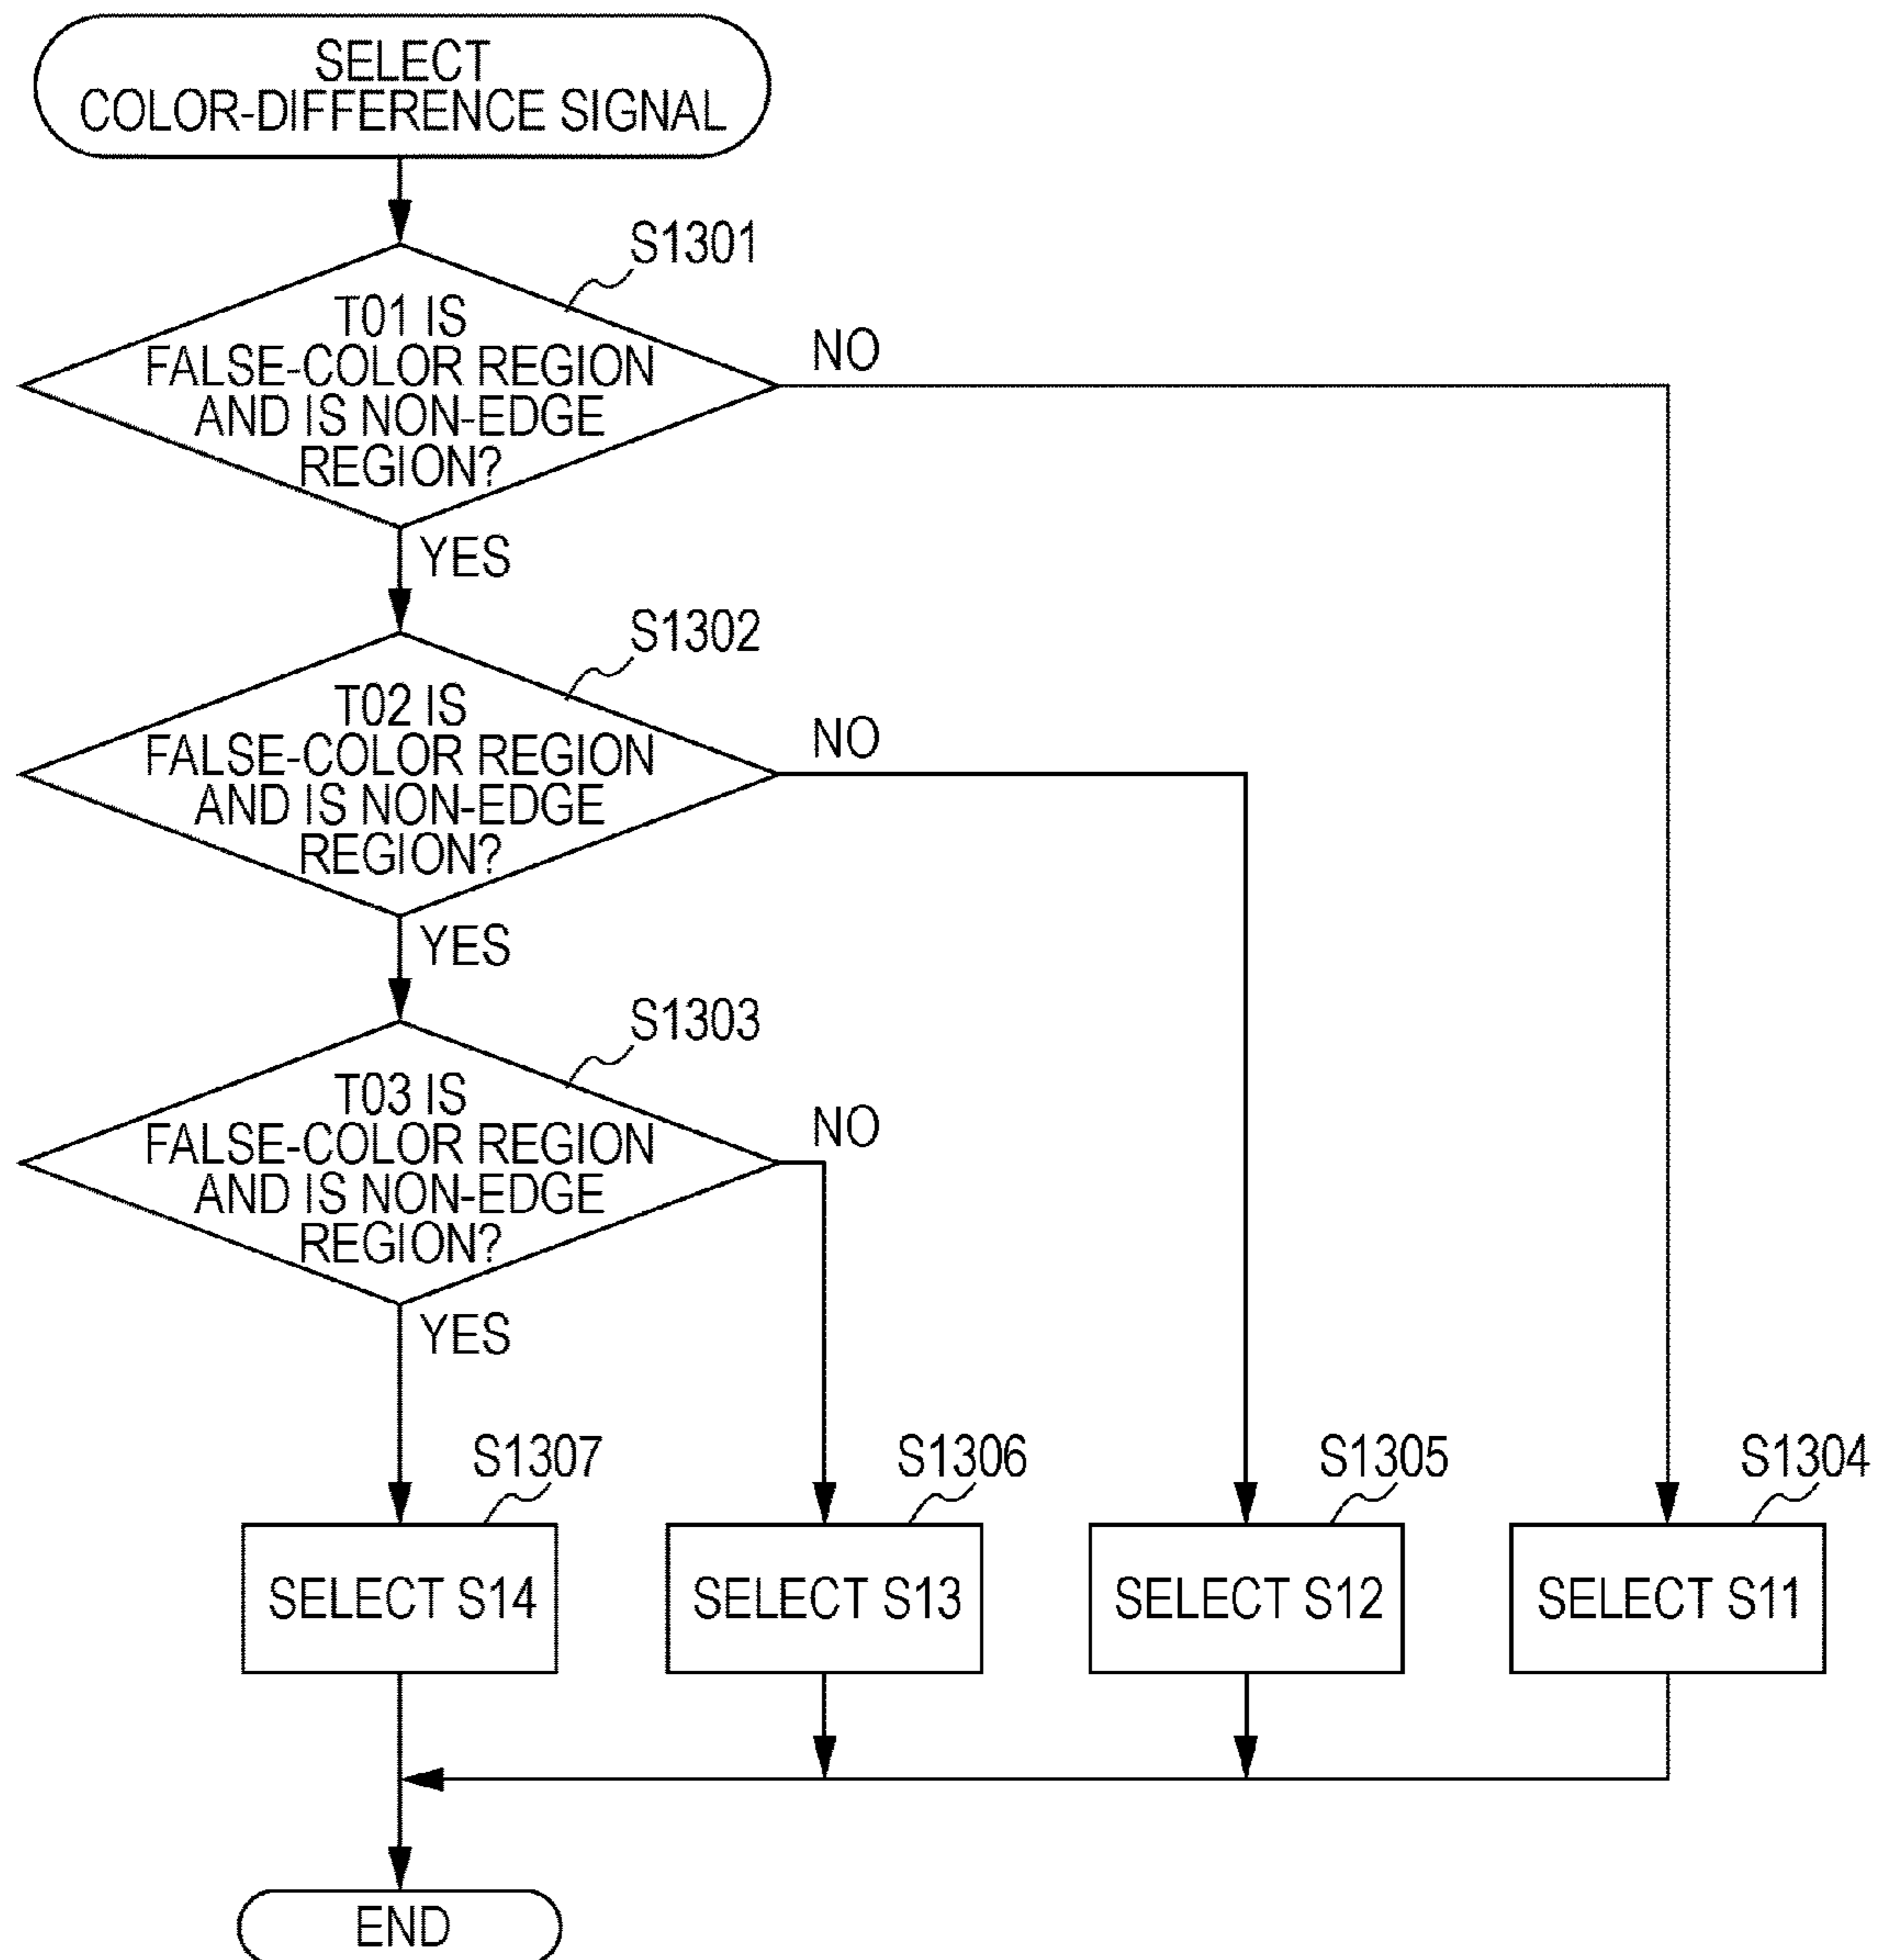 SELECT
COLOR-DIFFERENCE SIGNAL
S1301
T01 IS
FALSE-COLOR REGION
AND IS NON-EDGE
REGION?
NO
YES
S1302
T02 IS
FALSE-COLOR REGION
AND IS NON-EDGE
REGION?
NO
YES
S1303
T03 IS
FALSE-COLOR REGION
AND IS NON-EDGE
REGION?
NO
YES
S1307
S1306
S1305
S1304
SELECT S14
SELECT S13
SELECT S12
SELECT S11
END